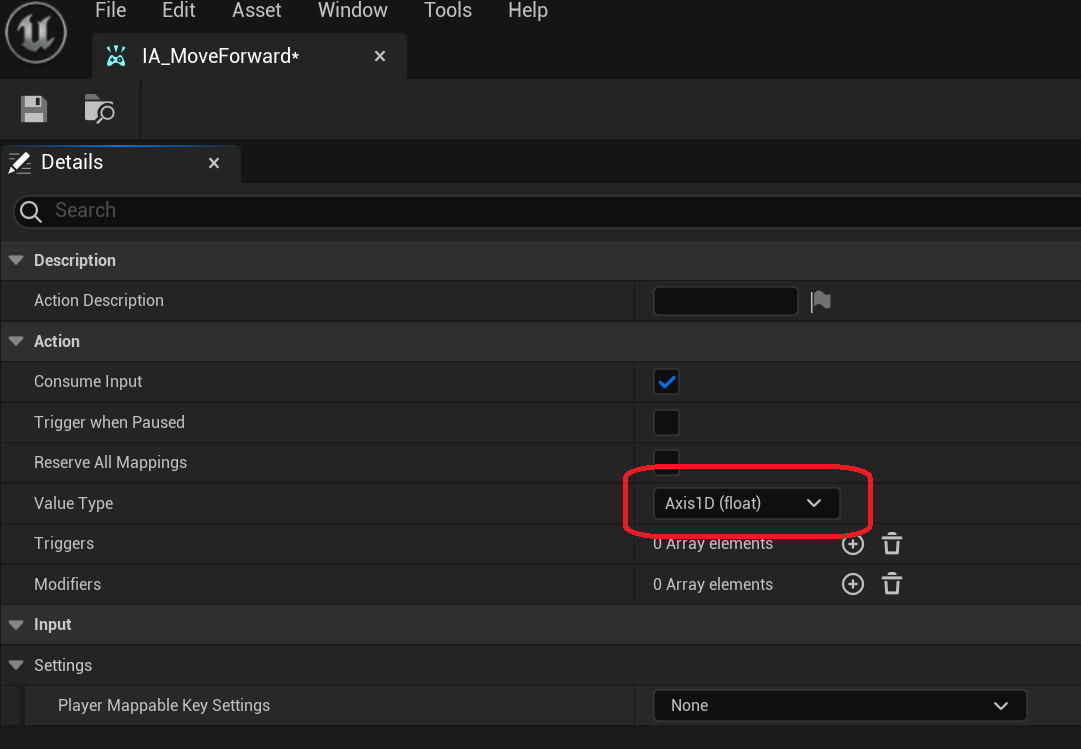 File Edit Asset Window Tools Help
IA_MoveForward*
Details
Search
Description
Action Description
Action
Consume Input
Trigger when Paused
Reserve All Mappings
Value Type Axis1D (float)
Triggers 0 Array elements
Modifiers 0 Array elements
Input
Settings
Player Mappable Key Settings None